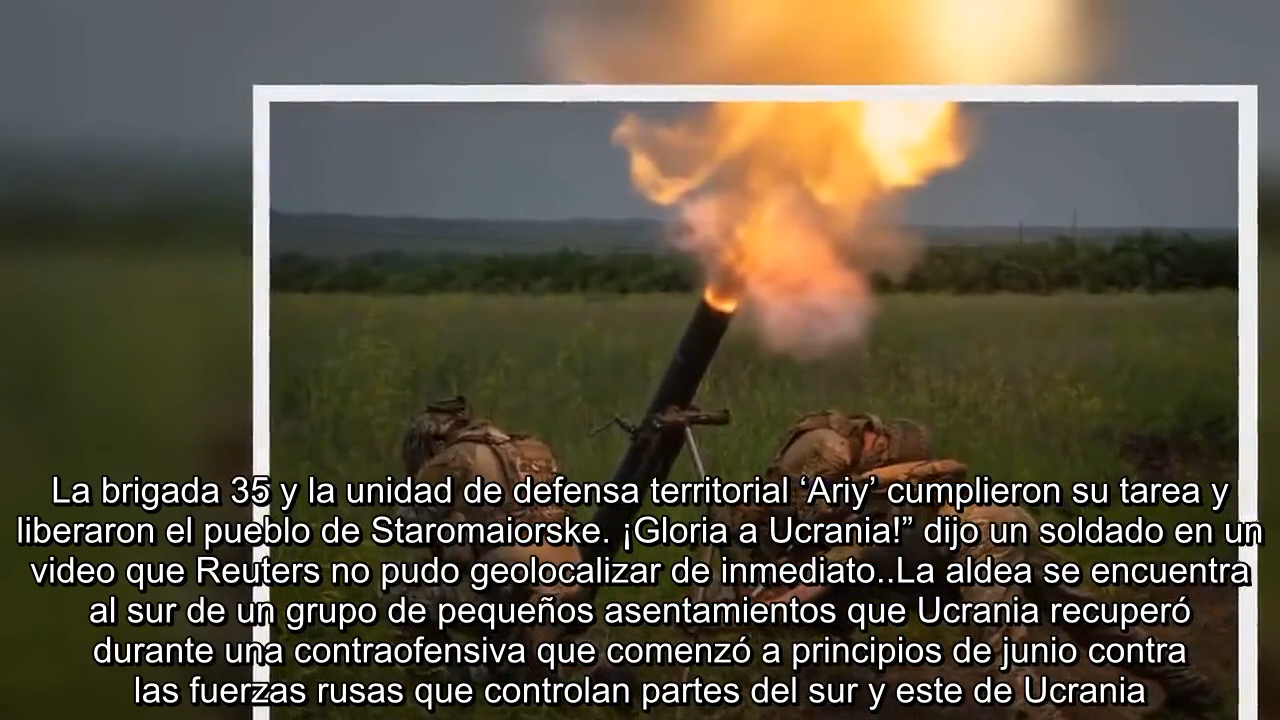 La brigada 35 y la unidad de defensa territorial ‘Ariy’ cumplieron su tarea y
liberaron el pueblo de Staromaiorske. ¡Gloria a Ucrania!” dijo un soldado en un
video que Reuters no pudo geolocalizar de inmediato..La aldea se encuentra
al sur de un grupo de pequeños asentamientos que Ucrania recuperó
durante una contraofensiva que comenzó a principios de junio contra
las fuerzas rusas que controlan partes del sur y este de Ucrania